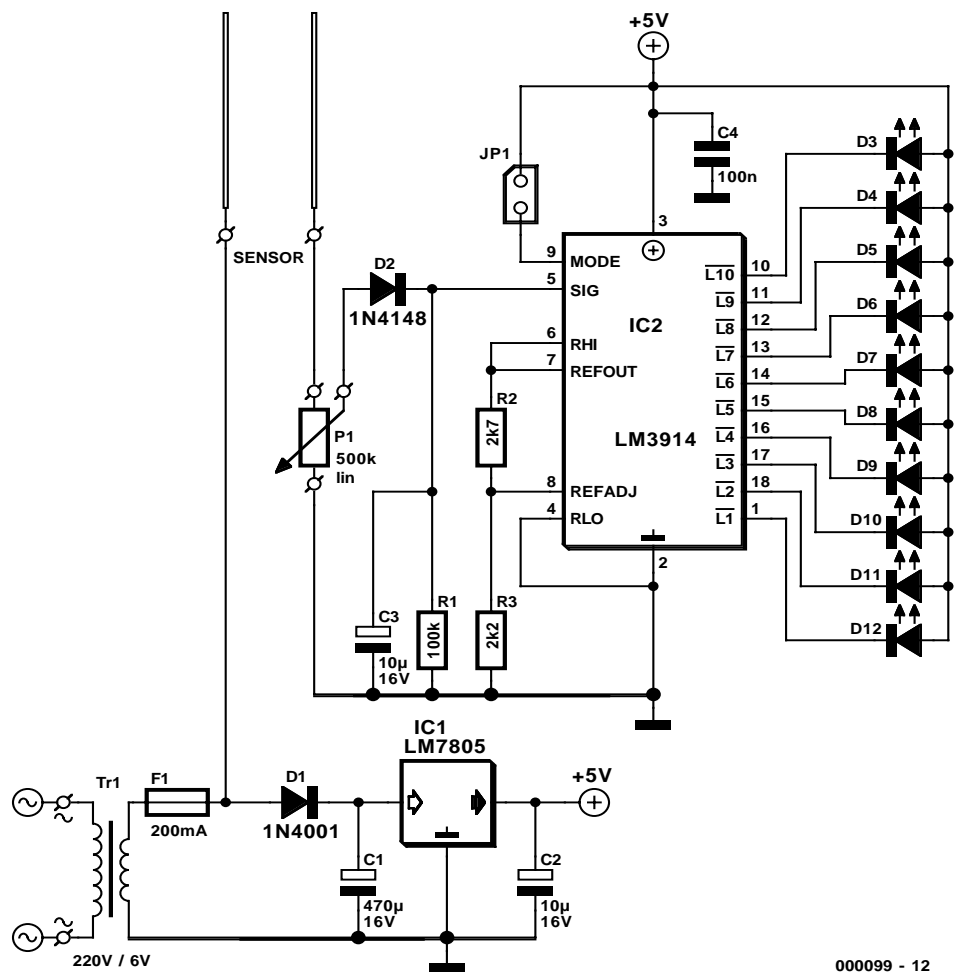 +5V
C4
100n
JP1
D3
D4
D5
D6
D7
D8
D9
D10
D11
D12
SENSOR
D2
1N4148
3
9
MODE
5
SIG
6
RHI
7
REFOUT
8
REFADJ
4
RLO
2
IC2
LM3914
L10
10
L9
11
L8
12
L7
13
L6
14
L5
15
L4
16
L3
17
L2
18
L1
1
R2
2k7
P1
500k
lin
C3
10µ
16V
R1
100k
R3
2k2
IC1
LM7805
Tr1
F1
200mA
D1
1N4001
+5V
C1
470µ
16V
C2
10µ
16V
220V / 6V
000099 - 12